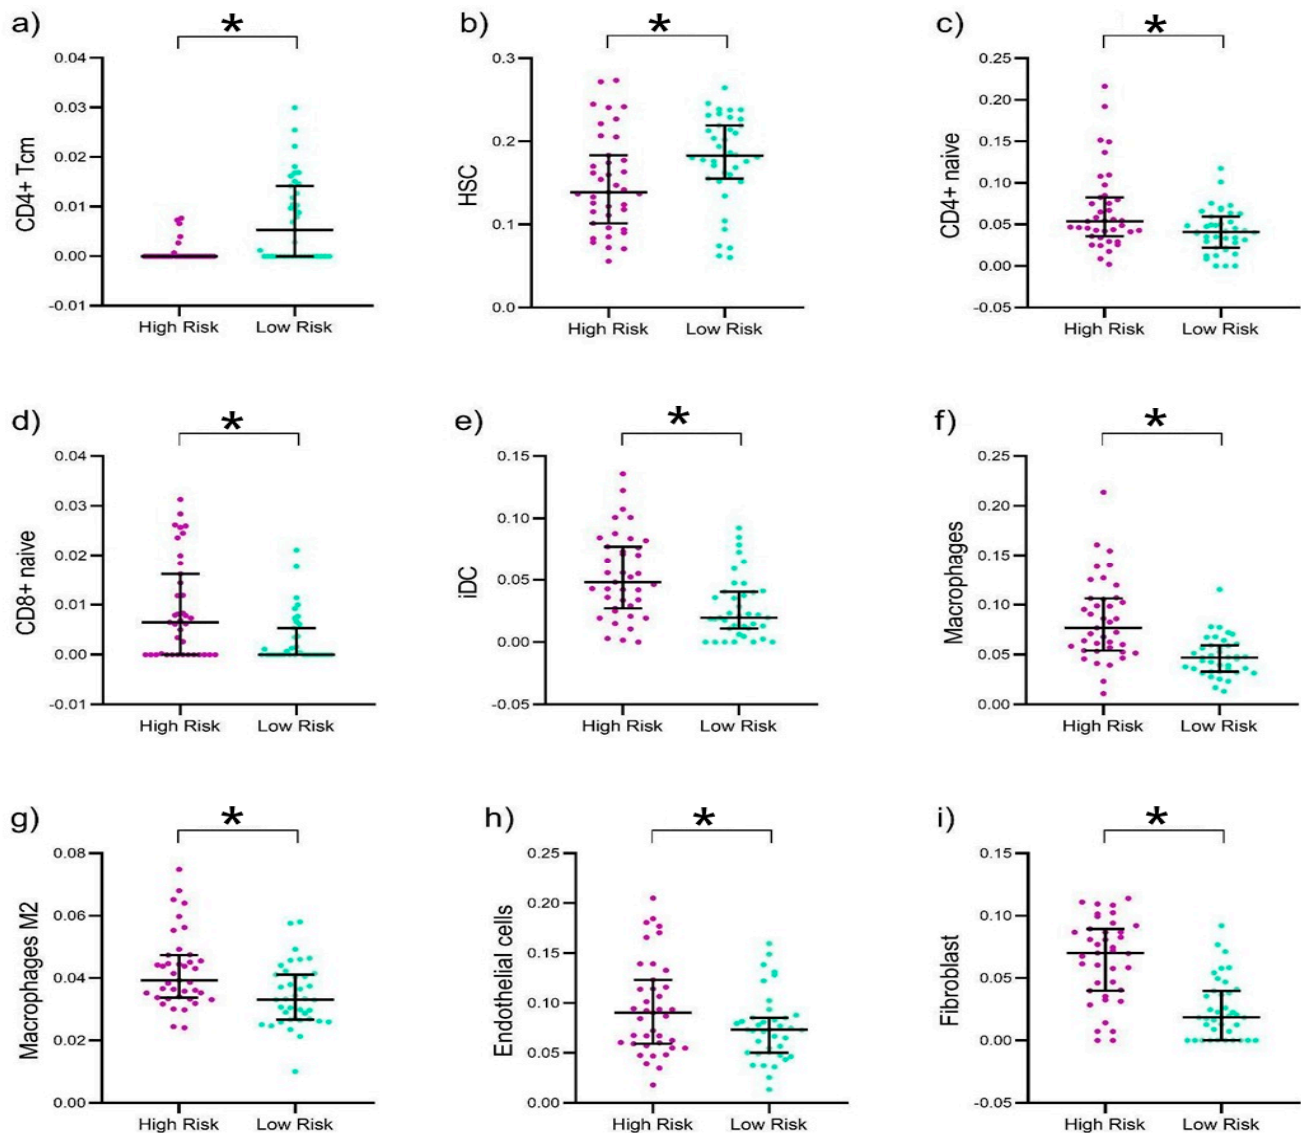 a)
*
CD4+ Tcm
0.04
0.03
0.02
0.01
0.00
-0.01
High Risk
Low Risk
b)
*
HSC
0.3
0.2
0.1
0.0
High Risk
Low Risk
c)
*
CD4+ naive
0.25
0.20
0.15
0.10
0.05
0.00
-0.05
High Risk
Low Risk
d)
*
CD8+ naive
0.04
0.03
0.02
0.01
0.00
-0.01
High Risk
Low Risk
e)
*
iDC
0.15
0.10
0.05
0.00
-0.05
High Risk
Low Risk
f)
*
Macrophages
0.25
0.20
0.15
0.10
0.05
0.00
High Risk
Low Risk
g)
*
Macrophages M2
0.08
0.06
0.04
0.02
0.00
High Risk
Low Risk
h)
*
Endothelial cells
0.25
0.20
0.15
0.10
0.05
0.00
High Risk
Low Risk
i)
*
Fibroblast
0.15
0.10
0.05
0.00
-0.05
High Risk
Low Risk